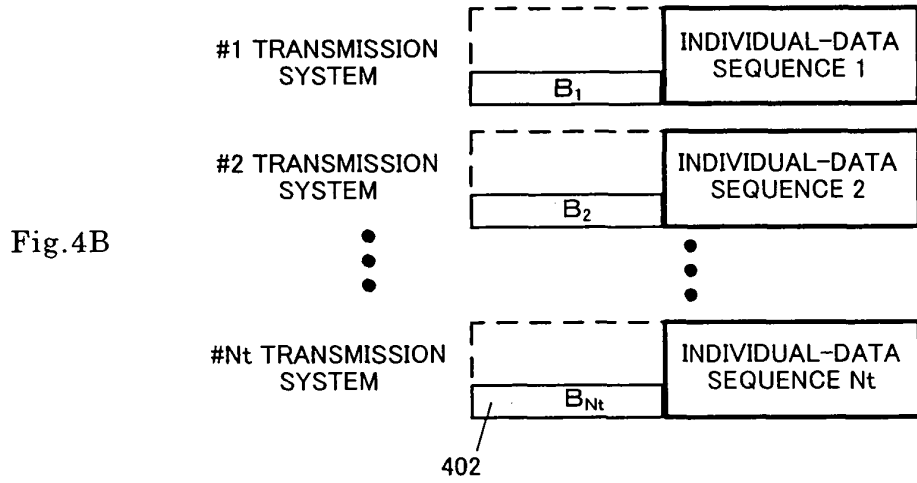 #1 TRANSMISSION
SYSTEM
B₁
INDIVIDUAL-DATA
SEQUENCE 1
#2 TRANSMISSION
SYSTEM
B₂
INDIVIDUAL-DATA
SEQUENCE 2
Fig.4B
#Nt TRANSMISSION
SYSTEM
B_Nt
INDIVIDUAL-DATA
SEQUENCE Nt
402